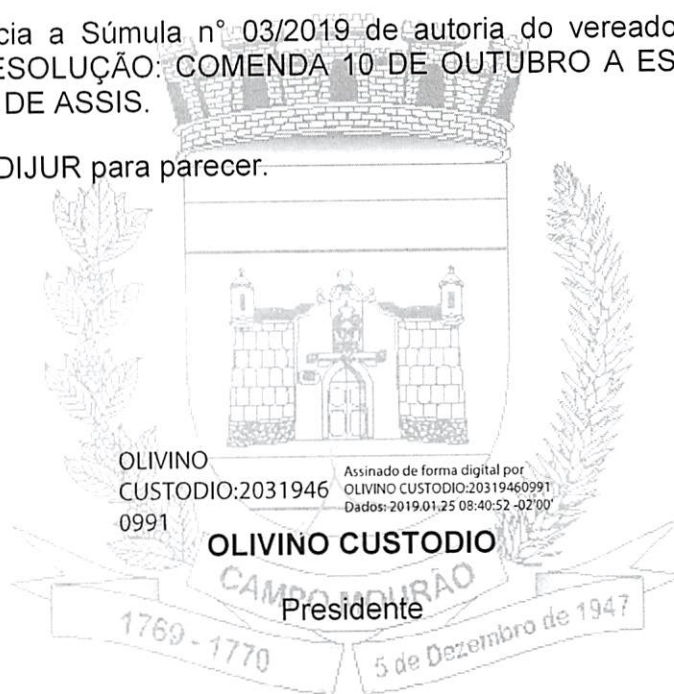 cia a Súmula n° 03/2019 de autoria do vereado
ESOLUÇÃO: COMENDA 10 DE OUTUBRO A ES
DE ASSIS.
DIJUR para parecer.
OLIVINO
CUSTODIO:2031946
0991
Assinado de forma digital por
OLIVINO CUSTODIO:20319460991
Dados: 2019.01.25 08:40:52 -02'00'
OLIVINO CUSTODIO
CAMPO MOURÃO
Presidente
1769 - 1770
5 de Dezembro de 1947